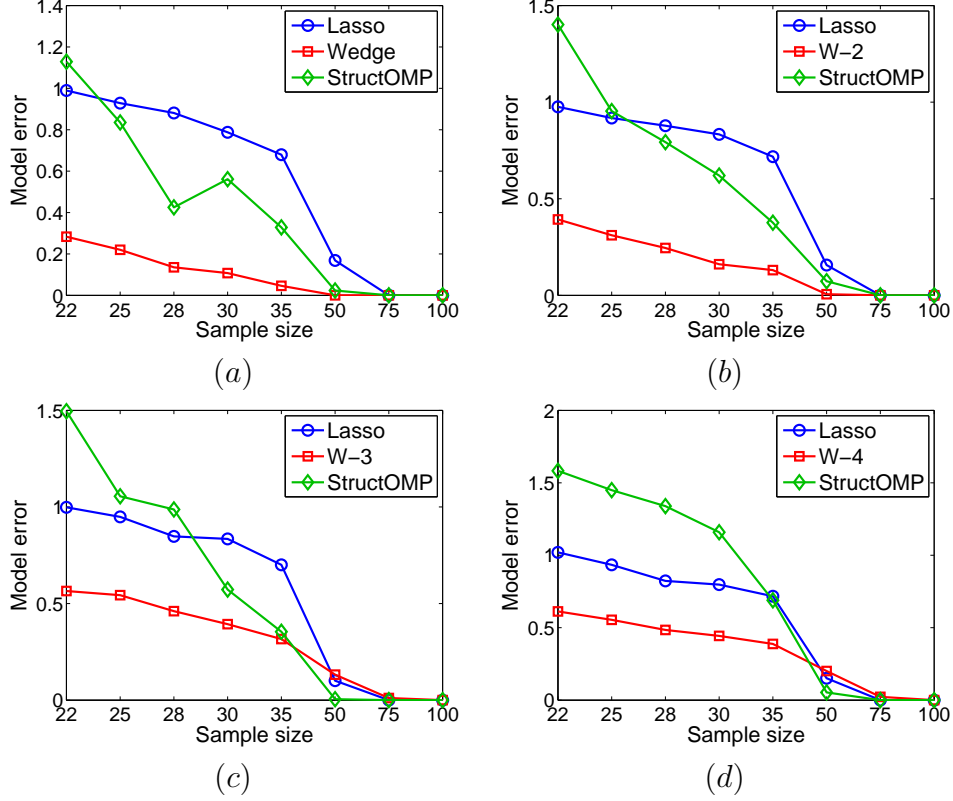 1.4
1.2
1
0.8
0.6
0.4
0.2
0
Model error
22 25 28 30 35 50 75 100
Sample size
Lasso
Wedge
StructOMP
(a)
1.5
1
0.5
0
Model error
22 25 28 30 35 50 75 100
Sample size
Lasso
W-2
StructOMP
(b)
1.5
1
0.5
0
Model error
22 25 28 30 35 50 75 100
Sample size
Lasso
W-3
StructOMP
(c)
2
1.5
1
0.5
0
Model error
22 25 28 30 35 50 75 100
Sample size
Lasso
W-4
StructOMP
(d)